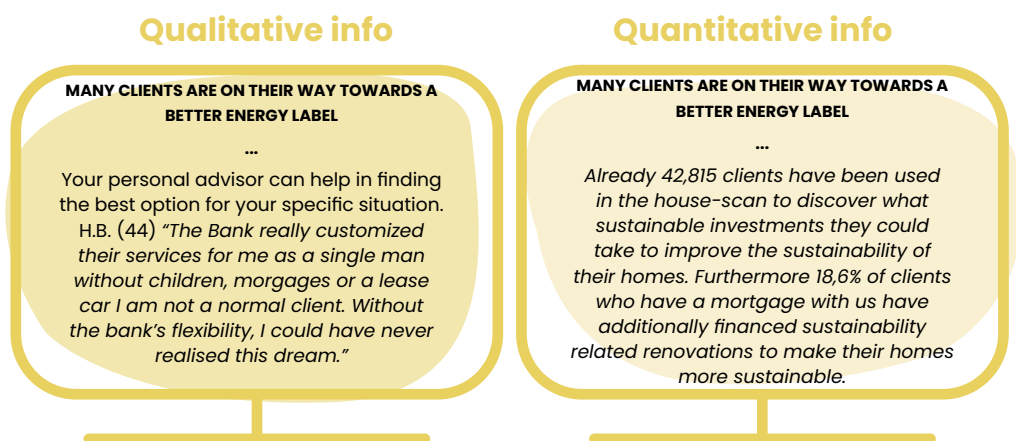 Qualitative info
MANY CLIENTS ARE ON THEIR WAY TOWARDS A
BETTER ENERGY LABEL
...
Your personal advisor can help in finding
the best option for your specific situation.
H.B. (44) “The Bank really customized
their services for me as a single man
without children, morgages or a lease
car I am not a normal client. Without
the bank’s flexibility, I could have never
realised this dream.”
Quantitative info
MANY CLIENTS ARE ON THEIR WAY TOWARDS A
BETTER ENERGY LABEL
...
Already 42,815 clients have been used
in the house-scan to discover what
sustainable investments they could
take to improve the sustainability of
their homes. Furthermore 18,6% of clients
who have a mortgage with us have
additionally financed sustainability
related renovations to make their homes
more sustainable.